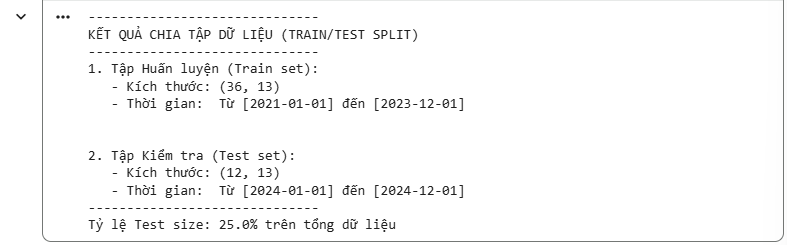 ------------------------------
KẾT QUẢ CHIA TẬP DỮ LIỆU (TRAIN/TEST SPLIT)
------------------------------
1. Tập Huấn luyện (Train set):
   - Kích thước: (36, 13)
   - Thời gian:  Từ [2021-01-01] đến [2023-12-01]
2. Tập Kiểm tra (Test set):
   - Kích thước: (12, 13)
   - Thời gian:  Từ [2024-01-01] đến [2024-12-01]
------------------------------
Tỷ lệ Test size: 25.0% trên tổng dữ liệu